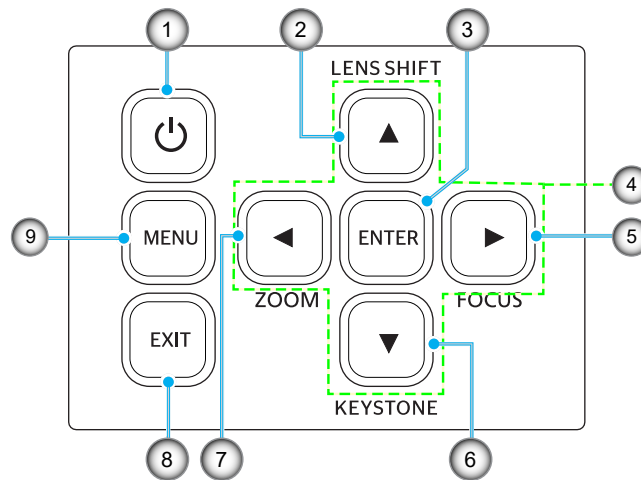 1
2
3
LENS SHIFT
4
9
MENU
ENTER
5
ZOOM
FOCUS
EXIT
KEYSTONE
8
7
6